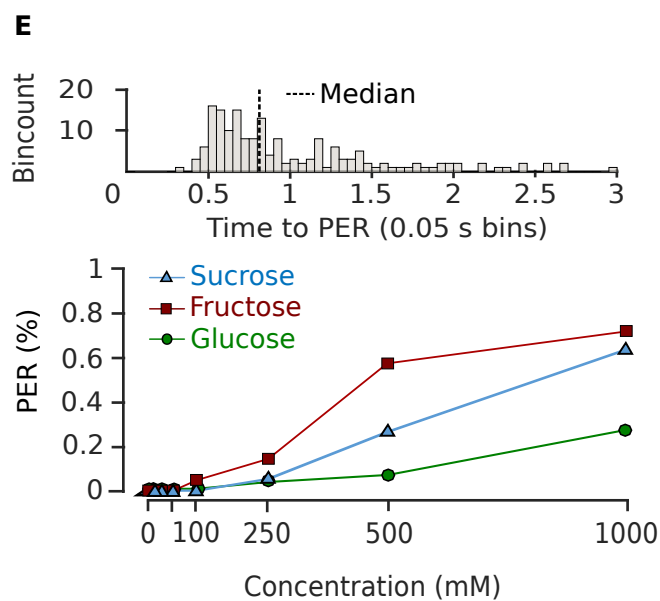 E
Bincount
20
10
Median
0
0.5
1
1.5
2
2.5
3
Time to PER (0.05 s bins)
PER (%)
1
0.8
0.6
0.4
0.2
0
Sucrose
Fructose
Glucose
0
100
250
500
1000
Concentration (mM)